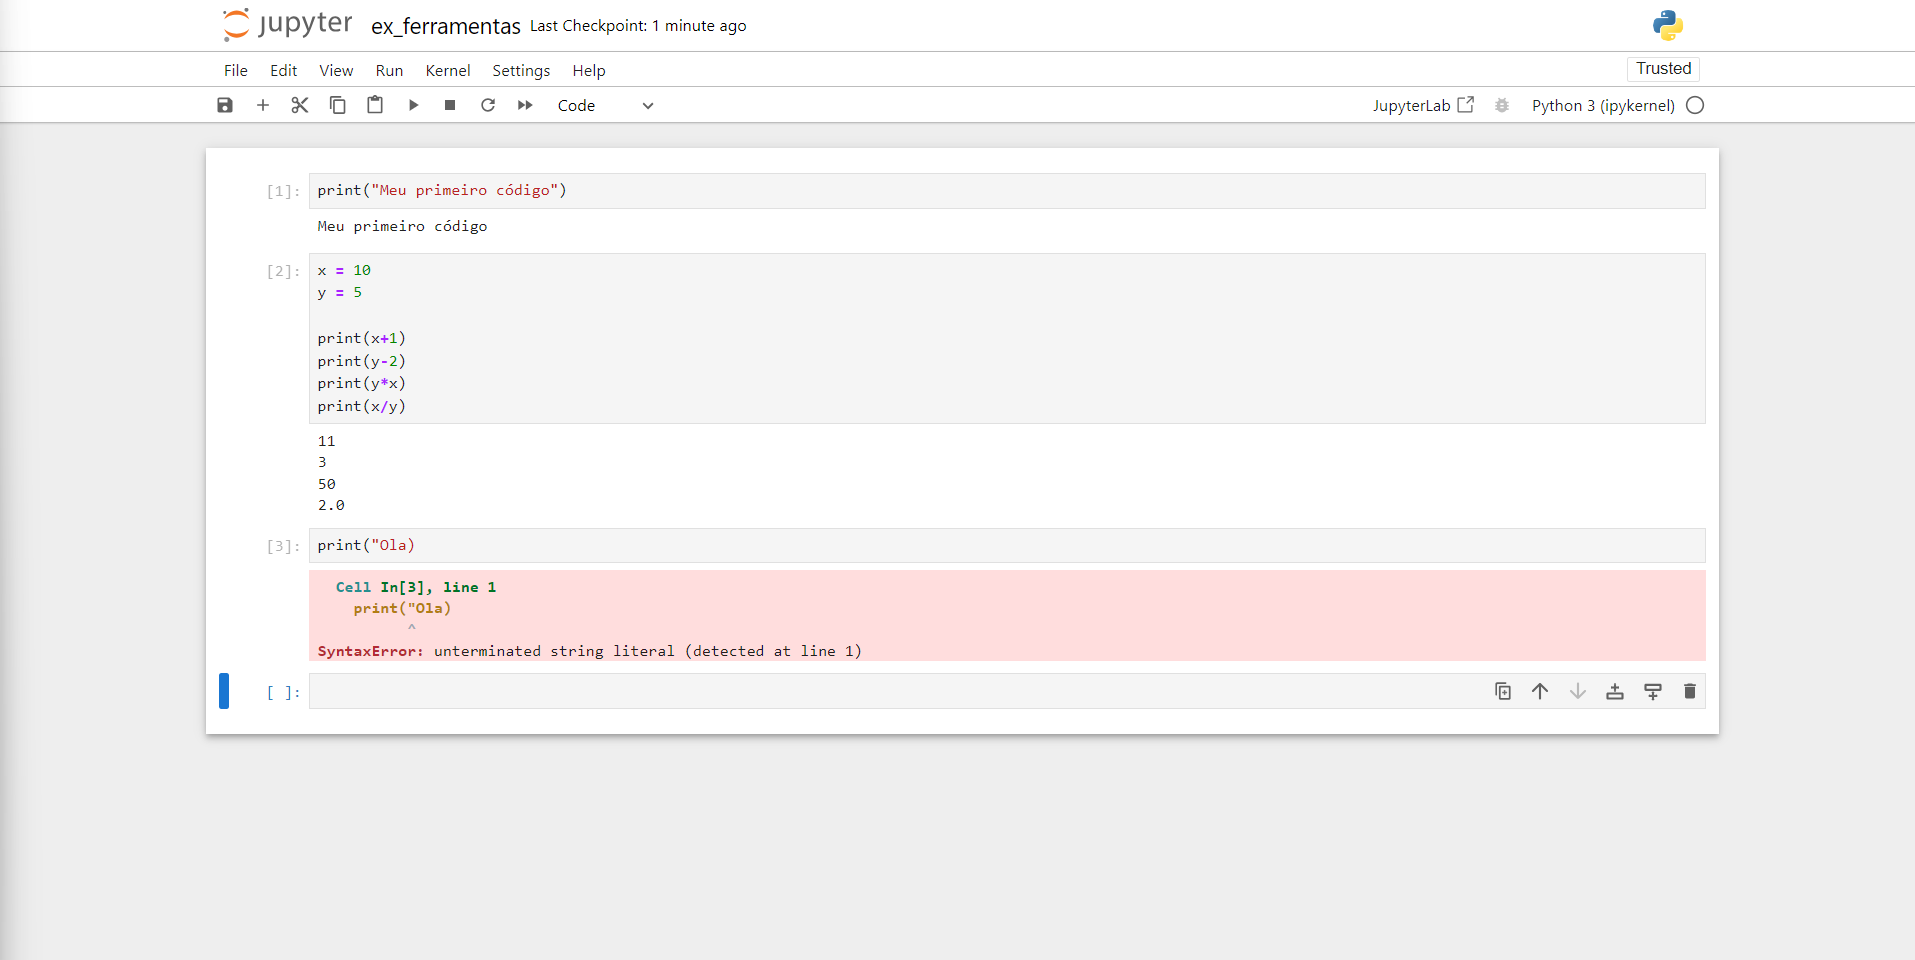 jupyter ex_ferramentas Last Checkpoint: 1 minute ago
File Edit View Run Kernel Settings Help Trusted
Code JupyterLab Python 3 (ipykernel)
[1]: print("Meu primeiro código")
Meu primeiro código
[2]: x = 10
y = 5
print(x+1)
print(y-2)
print(y*x)
print(x/y)
11
3
50
2.0
[3]: print("Ola)
Cell In[3], line 1
print("Ola)
^
SyntaxError: unterminated string literal (detected at line 1)
[ ]: